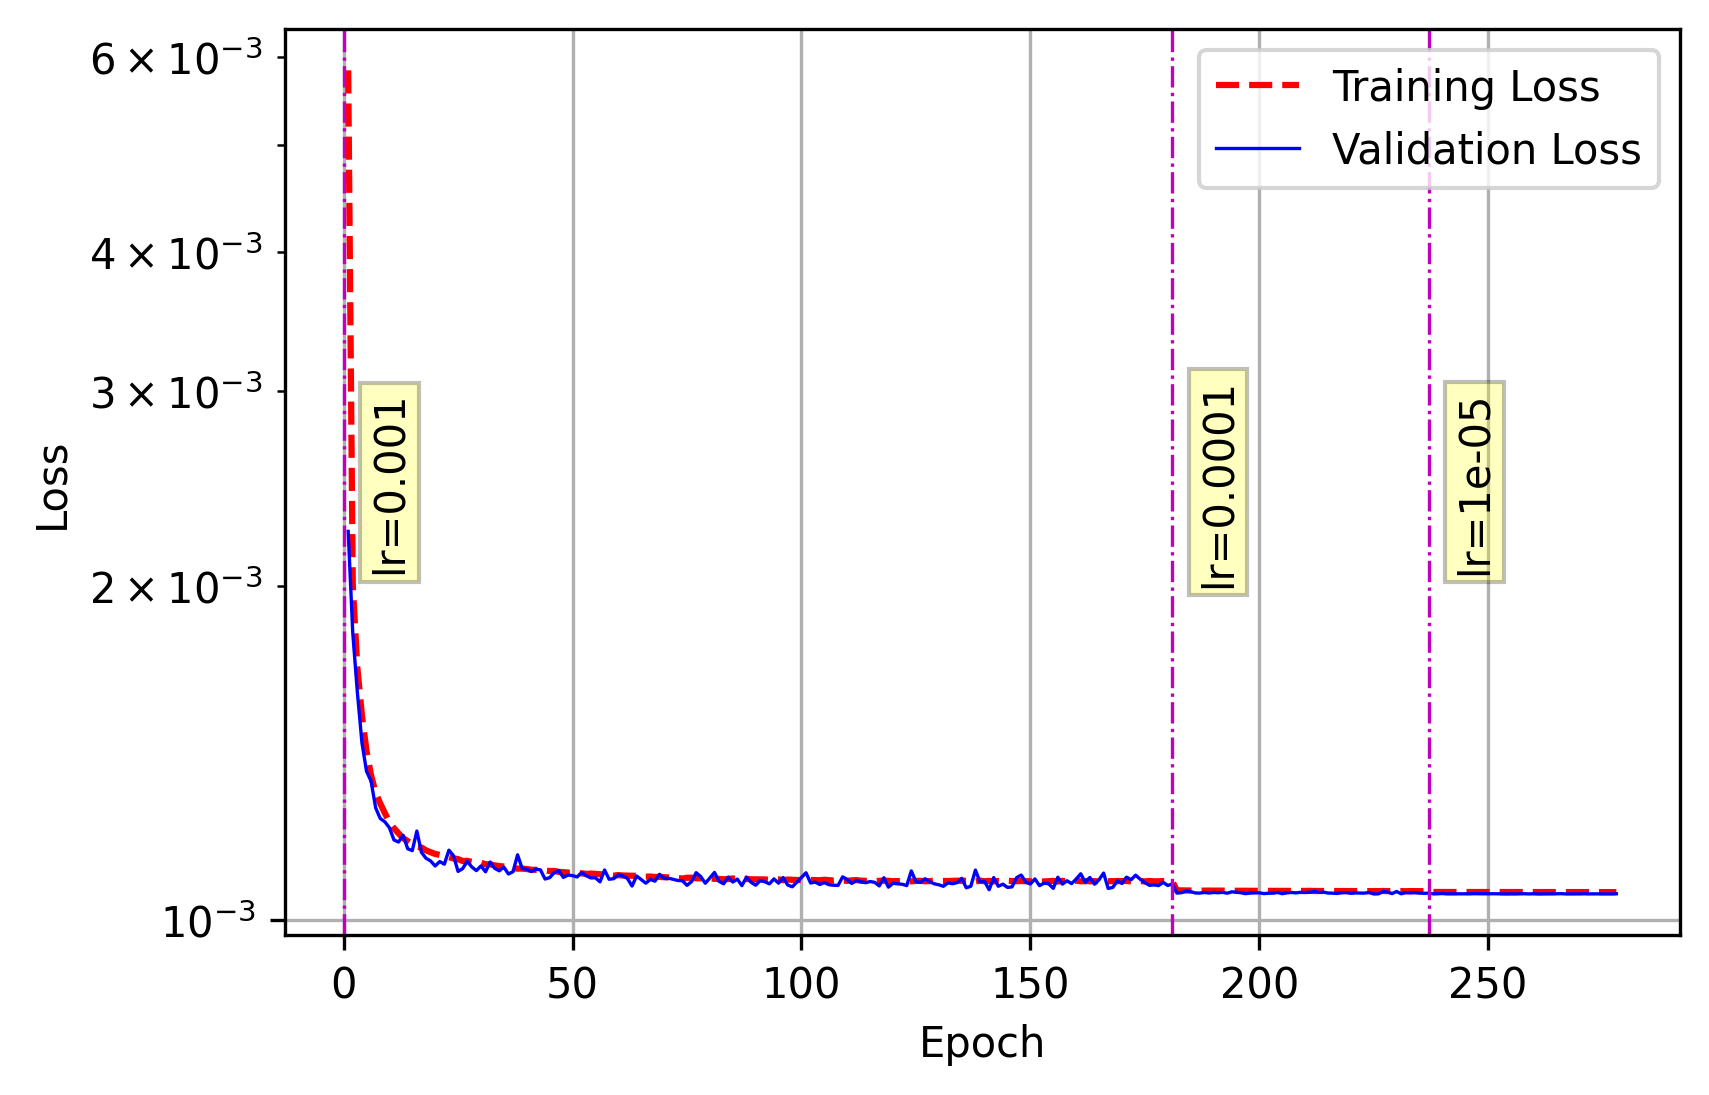 6 × 10⁻³
4 × 10⁻³
3 × 10⁻³
2 × 10⁻³
10⁻³
Loss
Training Loss
Validation Loss
lr=0.001
lr=0.0001
lr=1e-05
0 50 100 150 200 250
Epoch